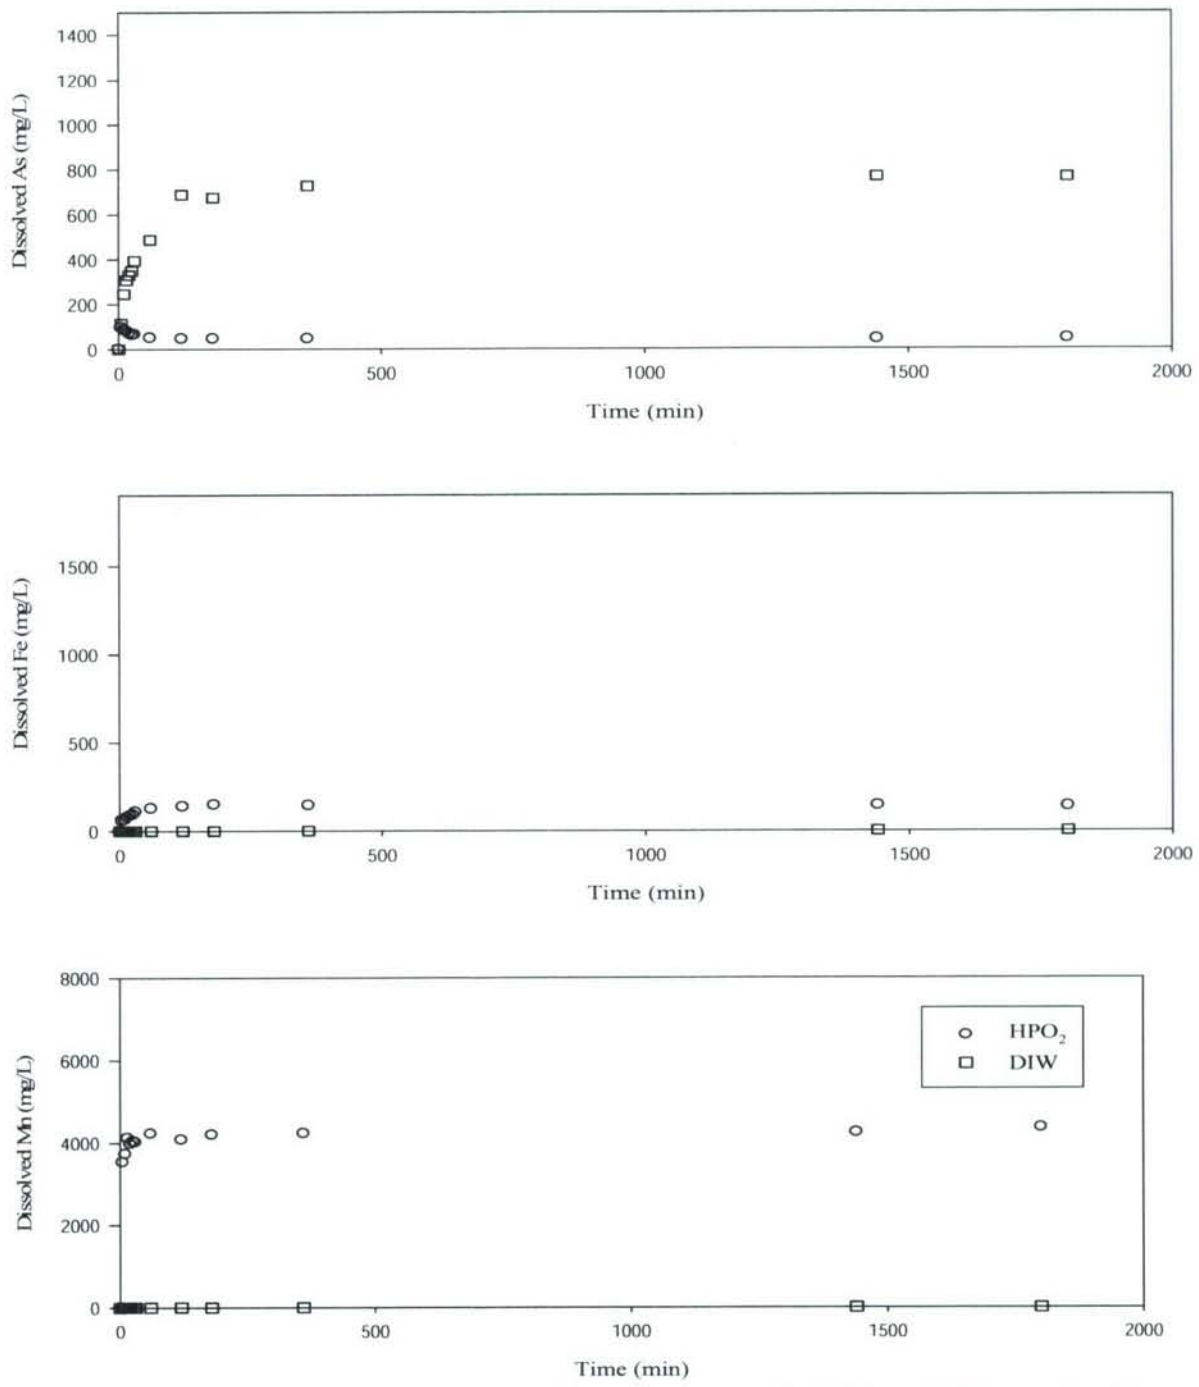 1400
1200
1000
800
600
400
200
0
Dissolved As (mg/L)
0 500 1000 1500 2000
Time (min)
1500
1000
500
0
Dissolved Fe (mg/L)
0 500 1000 1500 2000
Time (min)
8000
6000
4000
2000
0
Dissolved Mn (mg/L)
HPO₂
DIW
0 500 1000 1500 2000
Time (min)